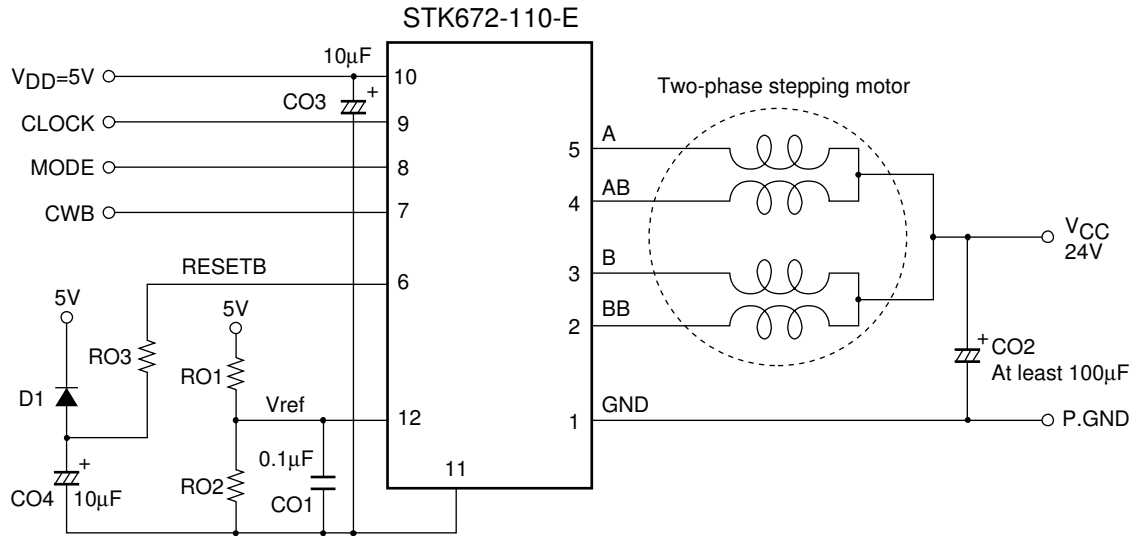 STK672-110-E
VDD=5V
10µF
+
CO3
10
CLOCK
9
MODE
8
CWB
7
RESETB
6
5V
5V
RO3
RO1
D1
Vref
12
+
CO4
10µF
RO2
0.1µF
CO1
11
Two-phase stepping motor
5
A
4
AB
3
B
2
BB
VCC
24V
+
CO2
At least 100µF
1
GND
P.GND